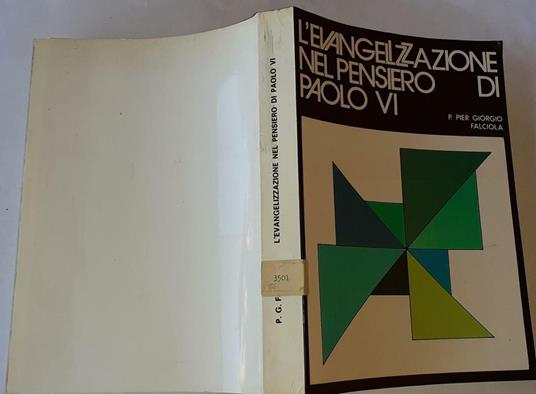 L'EVANGELIZZAZIONE
NEL PENSIERO DI
PAOLO VI
P. PIER GIORGIO
FALCIOLA
L'EVANGELIZZAZIONE NEL PENSIERO DI PAOLO VI
3501
P. G. F